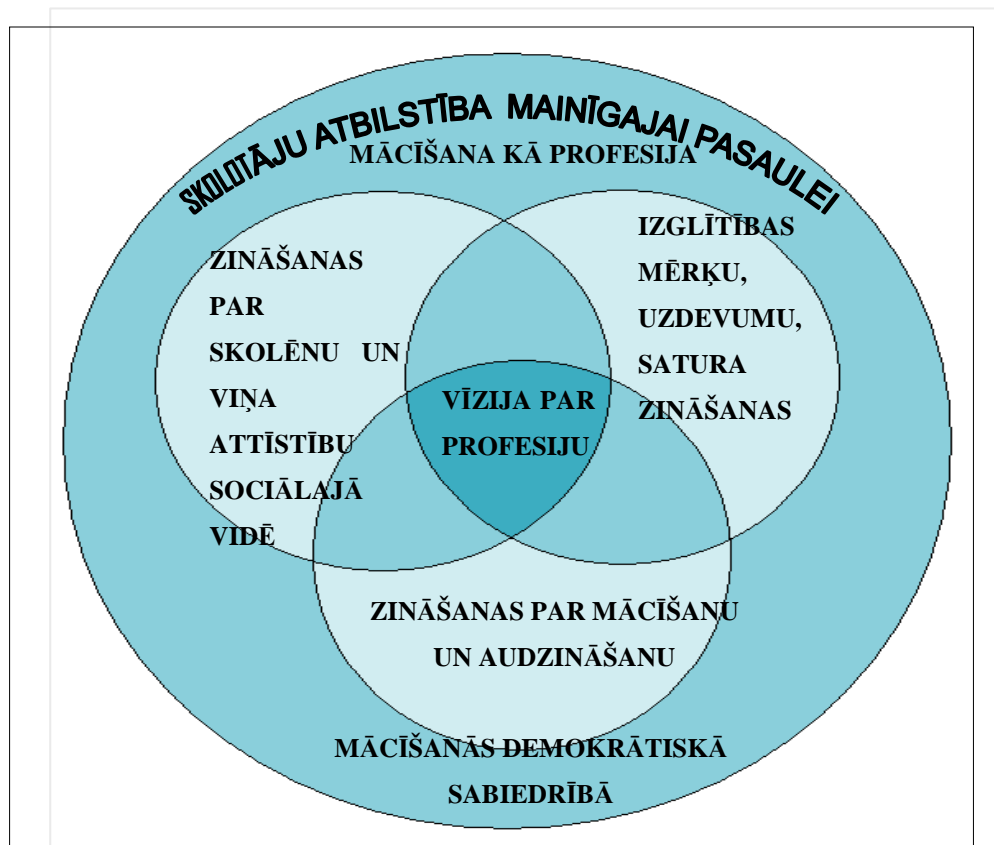 SKOLOTĀJU ATBILSTĪBA MAINĪGAJAI PASAULEI
MĀCĪŠANA KĀ PROFESIJA
ZINĀŠANAS
PAR
SKOLĒNU UN
VIŅA
ATTĪSTĪBU
SOCIĀLAJĀ
VIDĒ
IZGLĪTĪBAS
MĒRĶU,
UZDEVUMU,
SATURA
ZINĀŠANAS
VĪZIJA PAR
PROFESIJU
ZINĀŠANAS PAR MĀCĪŠANU
UN AUDZINĀŠANU
MĀCĪŠANĀS DEMOKRĀTISKĀ
SABIEDRĪBĀ